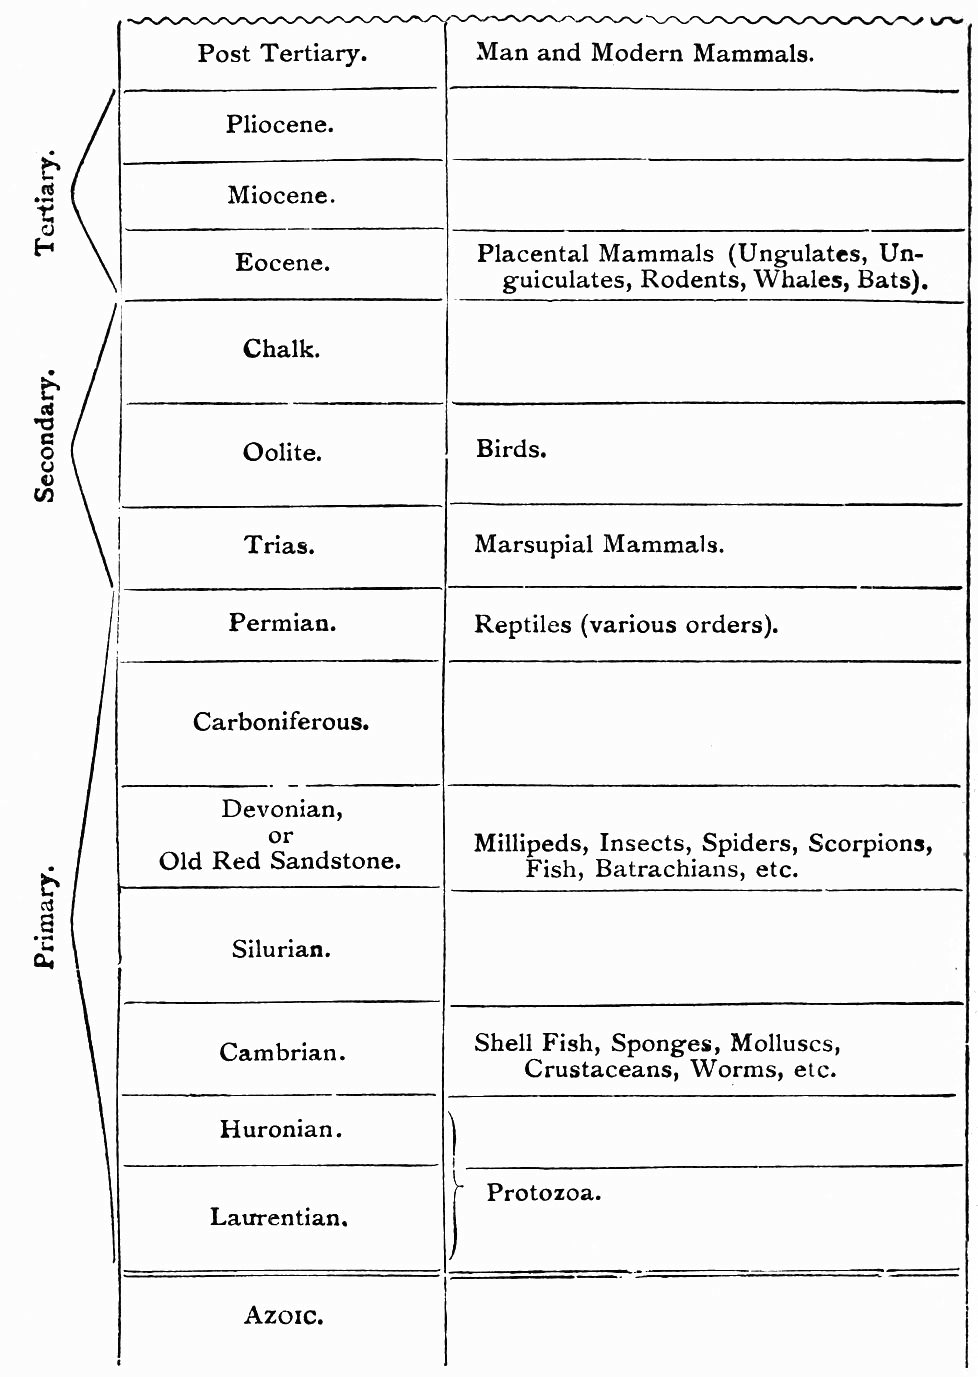 Post Tertiary.
Man and Modern Mammals.
Tertiary.
Pliocene.
Miocene.
Eocene.
Placental Mammals (Ungulates, Un-
guiculates, Rodents, Whales, Bats).
Secondary.
Chalk.
Oolite.
Birds.
Trias.
Marsupial Mammals.
Primary.
Permian.
Reptiles (various orders).
Carboniferous.
Devonian,
or
Old Red Sandstone.
Millipeds, Insects, Spiders, Scorpions,
Fish, Batrachians, etc.
Silurian.
Cambrian.
Shell Fish, Sponges, Molluscs,
Crustaceans, Worms, etc.
Huronian.
Laurentian.
Protozoa.
Azoic.